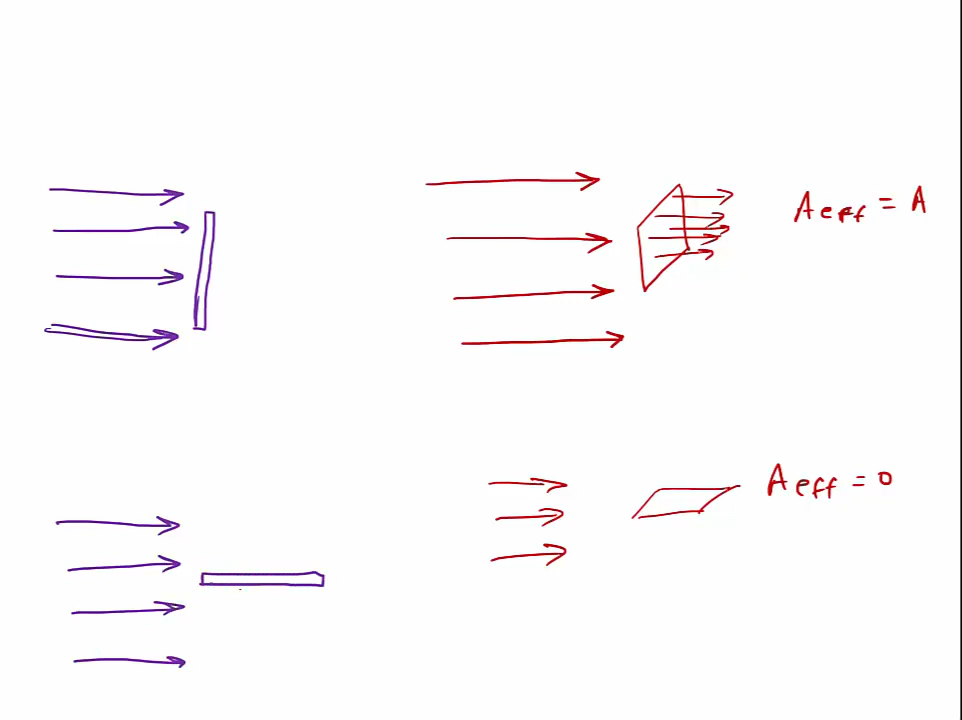 Aeff = A
Aeff = 0